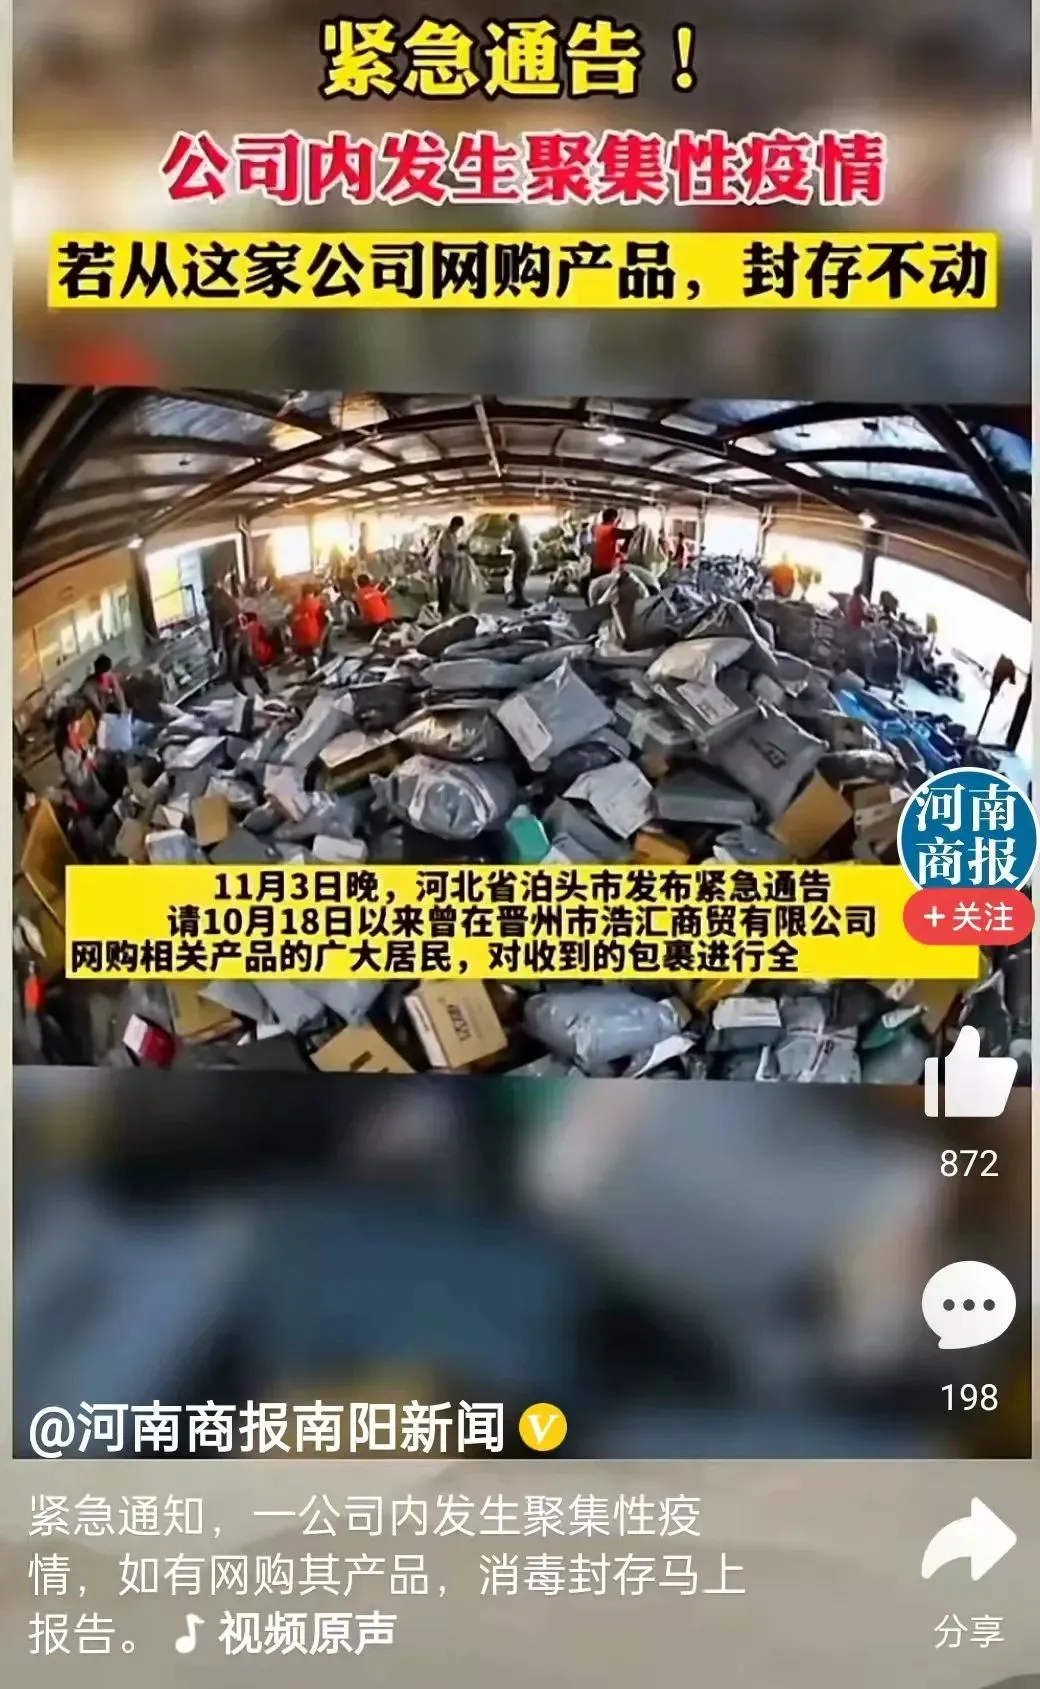 紧急通告！
公司内发生聚集性疫情
若从这家公司网购产品，封存不动
11月3日晚，河北省泊头市发布紧急通告
请10月18日以来曾在晋州市浩汇商贸有限公司
网购相关产品的广大居民，对收到的包裹进行全
河南
商报
+关注
872
198
@河南商报南阳新闻
紧急通知，一公司内发生聚集性疫
情，如有网购其产品，消毒封存马上
报告。 视频原声
分享